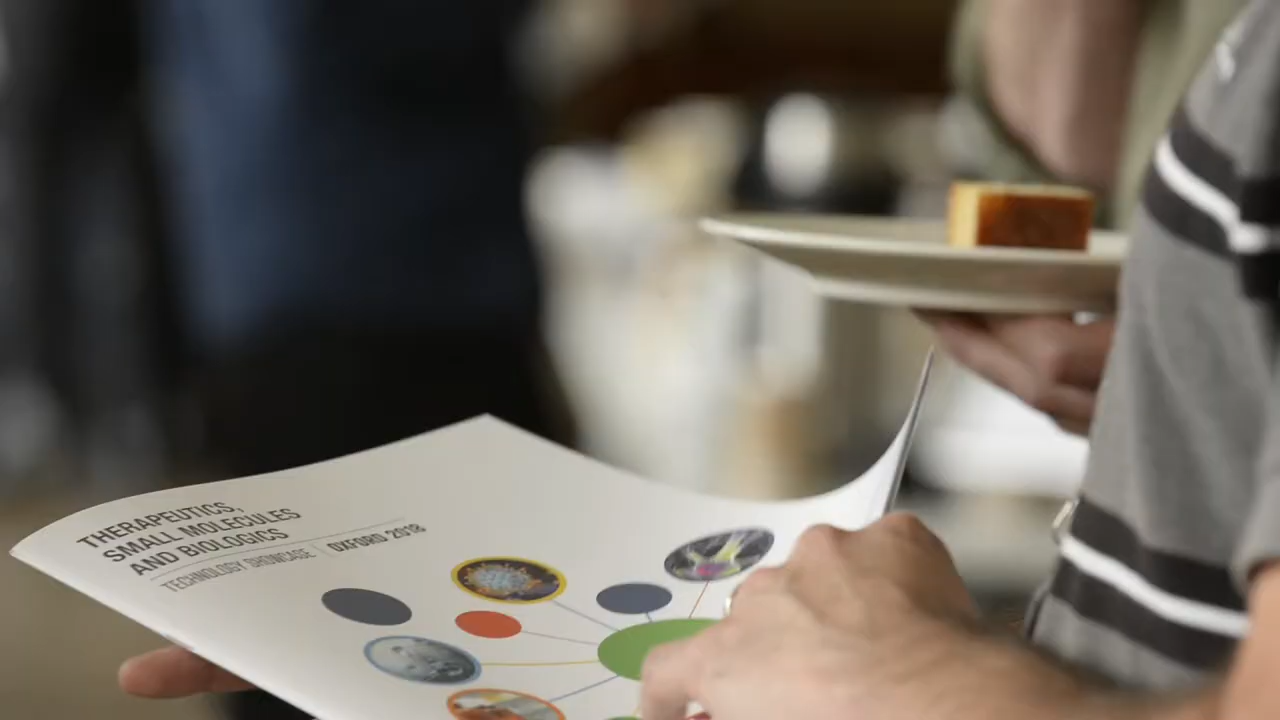 THERAPEUTICS,
SMALL MOLECULES
AND BIOLOGICS
TECHNOLOGY SHOWCASE | OXFORD 2018